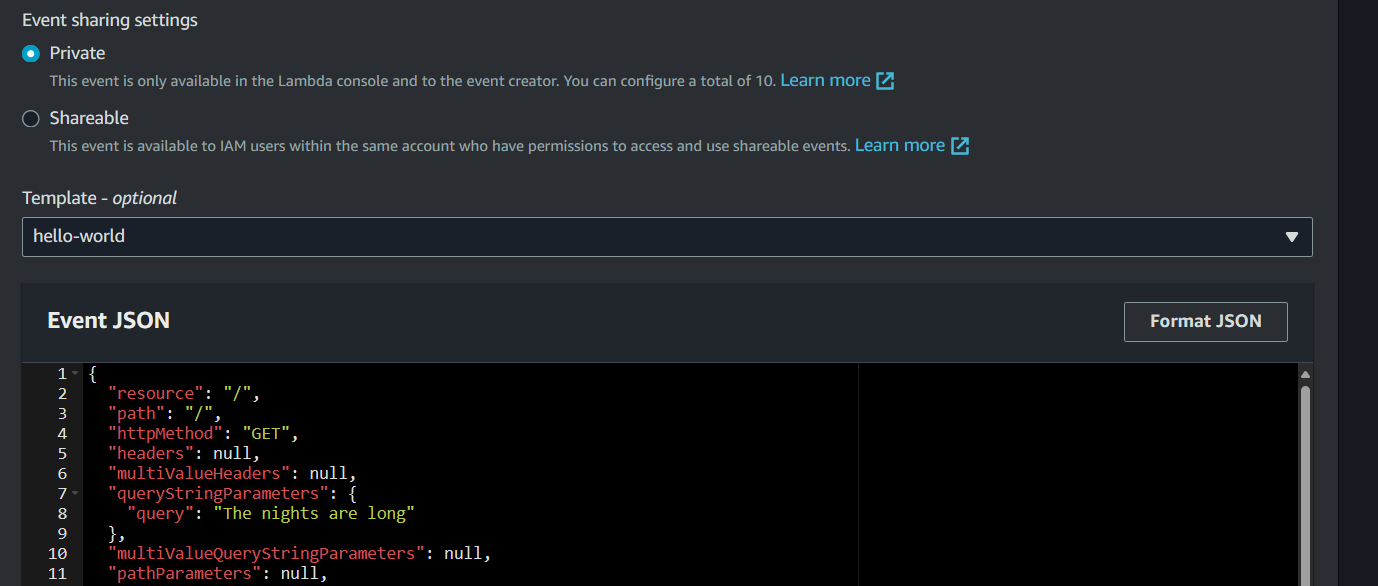 Event sharing settings
Private
This event is only available in the Lambda console and to the event creator. You can configure a total of 10. Learn more
Shareable
This event is available to IAM users within the same account who have permissions to access and use shareable events. Learn more
Template - optional
hello-world
Event JSON
Format JSON
1 {
2 "resource": "/",
3 "path": "/",
4 "httpMethod": "GET",
5 "headers": null,
6 "multiValueHeaders": null,
7 "queryStringParameters": {
8 "query": "The nights are long"
9 },
10 "multiValueQueryStringParameters": null,
11 "pathParameters": null,